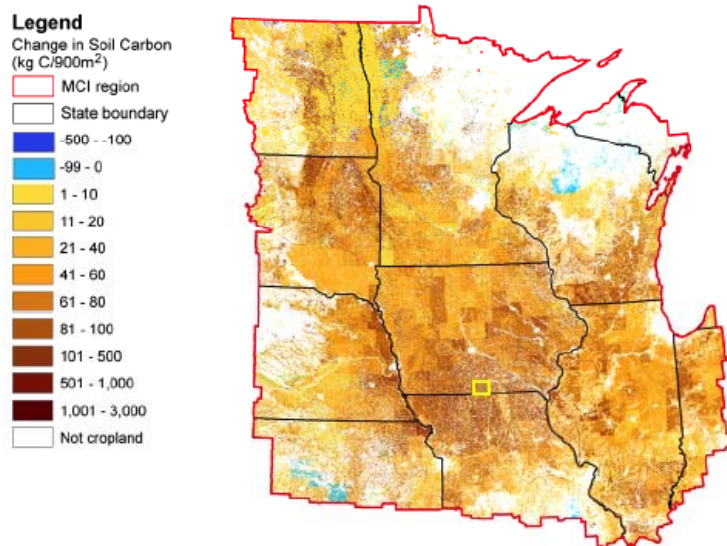 Legend
Change in Soil Carbon
(kg C/900m²)
MCI region
State boundary
-500 - -100
-99 - 0
1 - 10
11 - 20
21 - 40
41 - 60
61 - 80
81 - 100
101 - 500
501 - 1,000
1,001 - 3,000
Not cropland